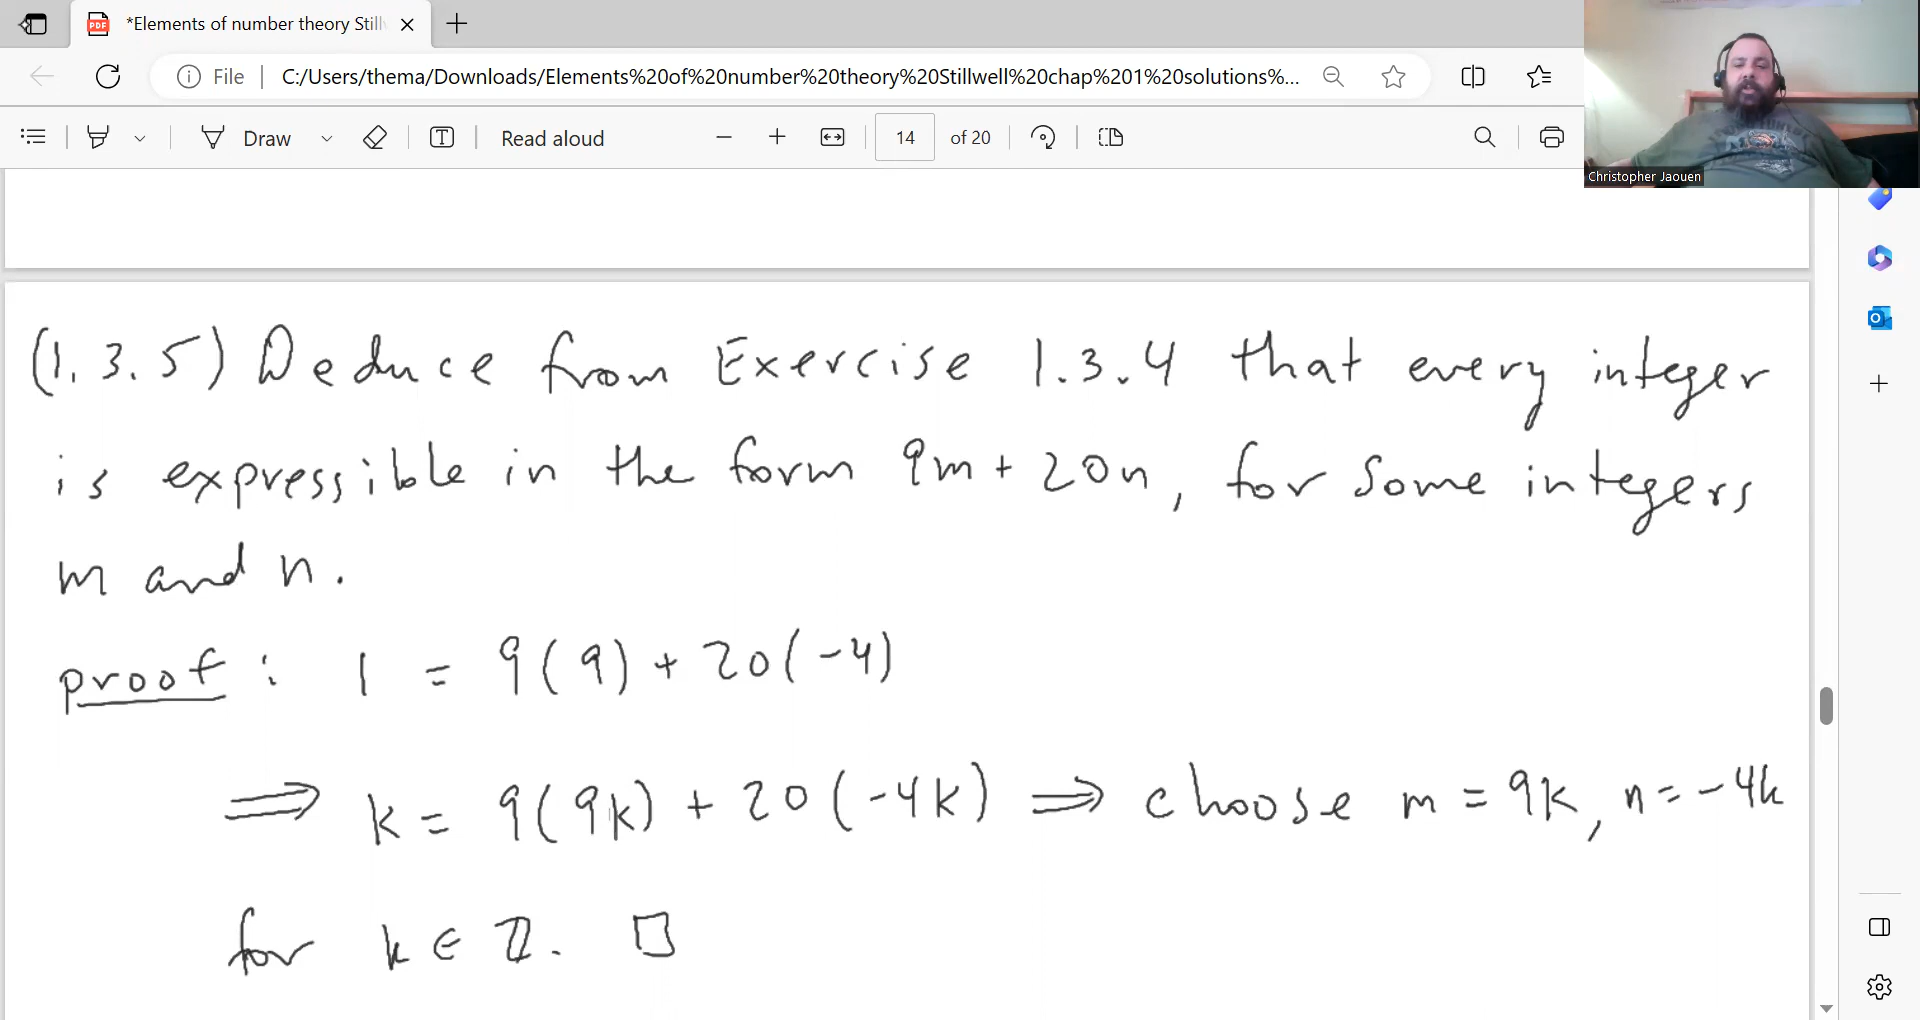 *Elements of number theory Still
File
C:/Users/thema/Downloads/Elements%20of%20number%20theory%20Stillwell%20chap%201%20solutions%...
Draw
Read aloud
14
of 20
Christopher Jaouen
(1.3.5) Deduce from Exercise 1.3.4 that every integer
is expressible in the form 9m + 20n, for some integers
m and n.
proof: 1 = 9(9) + 20(-4)
⟹ k = 9(9k) + 20(-4k) ⟹ choose m = 9k, n = -4k
for k ∈ ℤ. □